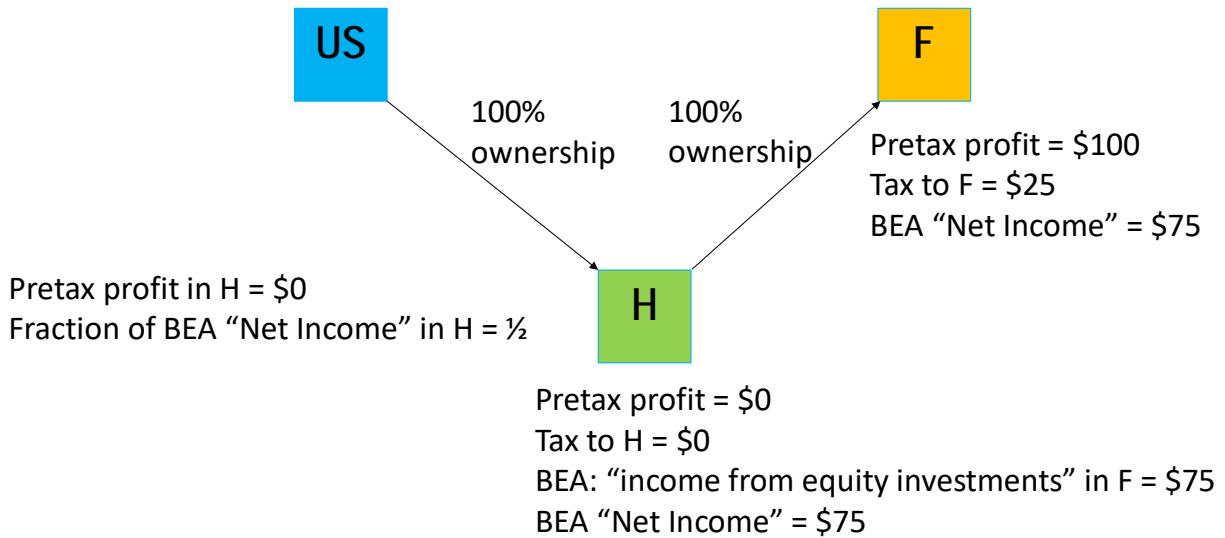 US
F
100%
ownership
100%
ownership
Pretax profit = $100
Tax to F = $25
BEA “Net Income” = $75
Pretax profit in H = $0
Fraction of BEA “Net Income” in H = ½
H
Pretax profit = $0
Tax to H = $0
BEA: “income from equity investments” in F = $75
BEA “Net Income” = $75